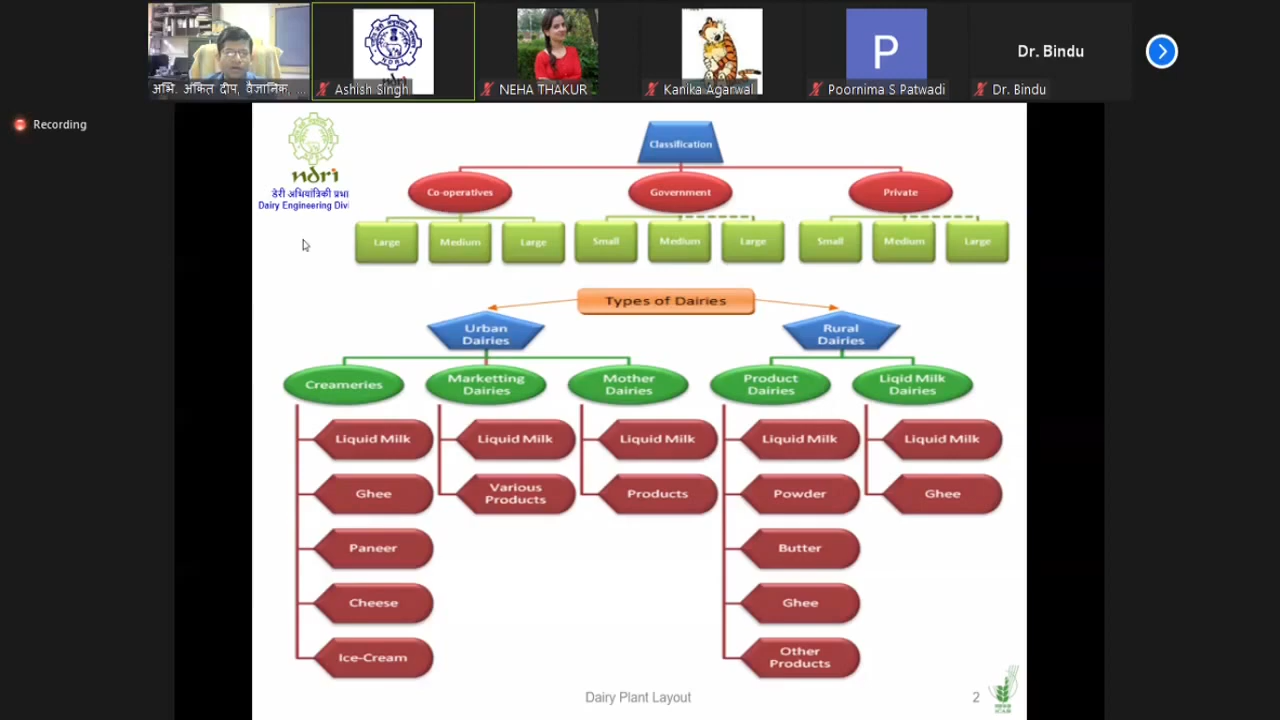 अभि. अंकित दीप, वैज्ञानिक, ...
Ashish Singh
NEHA THAKUR
Kanika Agarwal
P
Poornima S Patwadi
Dr. Bindu
Dr. Bindu
Recording
ndri
डेरी अभियांत्रिकी प्रभा
Dairy Engineering Divi
Classification
Co-operatives
Government
Private
Large
Medium
Large
Small
Medium
Large
Small
Medium
Large
Types of Dairies
Urban
Dairies
Rural
Dairies
Creameries
Marketting
Dairies
Mother
Dairies
Product
Dairies
Liqid Milk
Dairies
Liquid Milk
Liquid Milk
Liquid Milk
Liquid Milk
Liquid Milk
Ghee
Various
Products
Products
Powder
Ghee
Paneer
Butter
Cheese
Ghee
Ice-Cream
Other
Products
Dairy Plant Layout
2